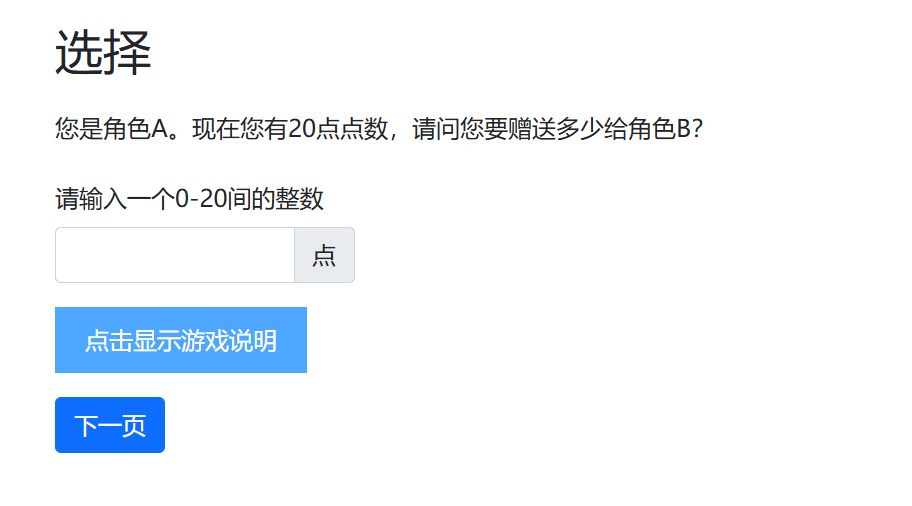 选择
您是角色A。现在您有20点点数，请问您要赠送多少给角色B？
请输入一个0-20间的整数
点
点击显示游戏说明
下一页